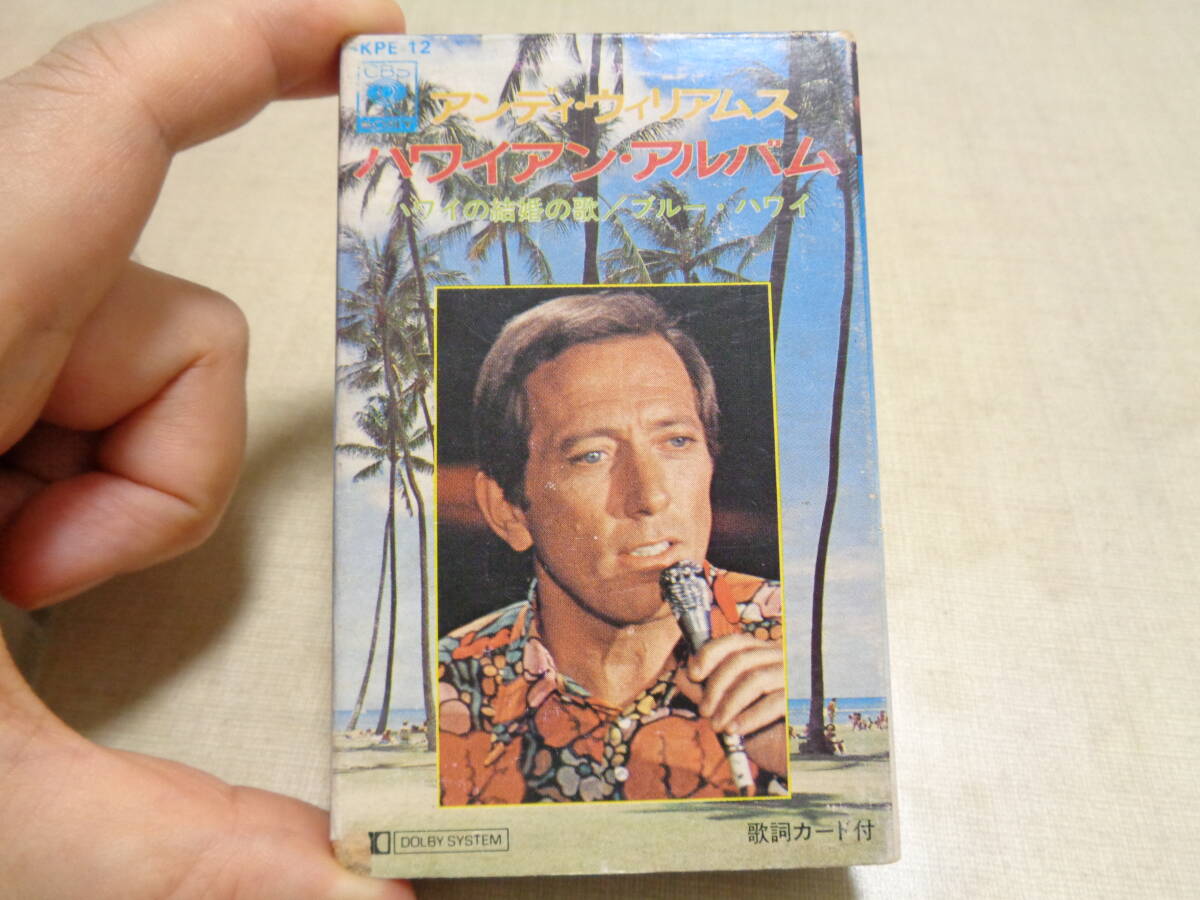 KPE 12
CBS
アンディ・ウィリアムス
ハワイアン・アルバム
ハワイの結婚の歌／ブルー・ハワイ
DOLBY SYSTEM
歌詞カード付